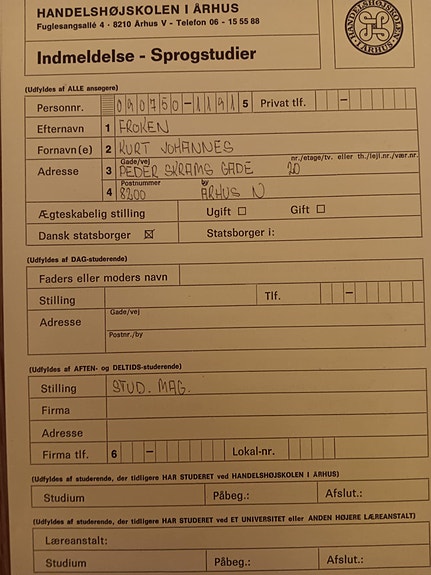 HANDELSHØJSKOLEN I ÅRHUS
Fuglesangsallé 4 - 8210 Århus V - Telefon 06 - 15 55 88
HANDELSHØJSKOLEN
I ÅRHUS
Indmeldelse - Sprogstudier
(Udfyldes af ALLE ansøgere)
Personnr. 090750-1191 5 Privat tlf. –
Efternavn 1 FROKEN
Fornavn(e) 2 KURT JOHANNES
Gade/vej nr./etage/tv. eller th./lejl.nr./vær.nr.
Adresse 3 PEDER SKRAMS GADE 20
Postnummer by
4 8200 ÅRHUS N
Ægteskabelig stilling Ugift Gift
Dansk statsborger ☒ Statsborger i:
(Udfyldes af DAG-studerende)
Faders eller moders navn
Stilling Tlf. –
Gade/vej
Adresse
Postnr./by
(Udfyldes af AFTEN- og DELTIDS-studerende)
Stilling STUD. MAG.
Firma
Adresse
Firma tlf. 6 – Lokal-nr.
(Udfyldes af studerende, der tidligere HAR STUDERET ved HANDELSHØJSKOLEN I ÅRHUS)
Studium Påbeg.: Afslut.:
(Udfyldes af studerende, der tidligere HAR STUDERET ved ET UNIVERSITET eller ANDEN HØJERE LÆREANSTALT)
Læreanstalt:
Studium Påbeg.: Afslut.: